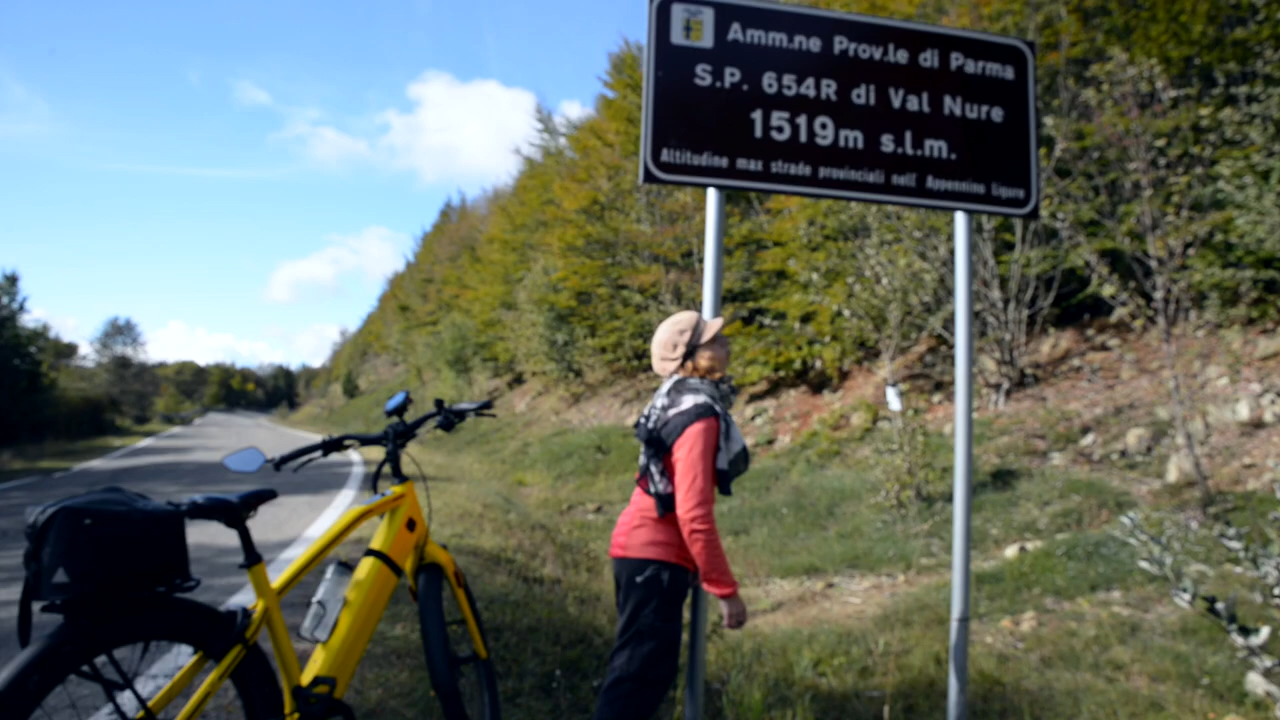 Amm.ne Prov.le di Parma
S.P. 654R di Val Nure
1519m s.l.m.
Altitudine max strade provinciali nell' Appennino Ligure